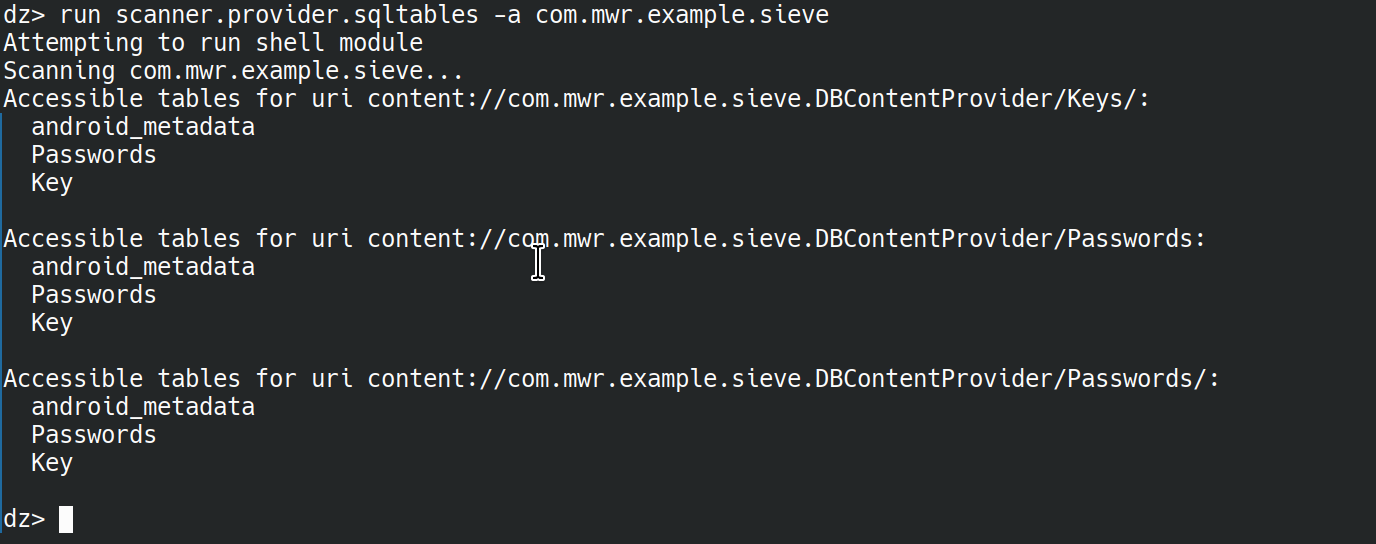 dz> run scanner.provider.sqltables -a com.mwr.example.sieve
Attempting to run shell module
Scanning com.mwr.example.sieve...
Accessible tables for uri content://com.mwr.example.sieve.DBContentProvider/Keys/:
  android_metadata
  Passwords
  Key

Accessible tables for uri content://com.mwr.example.sieve.DBContentProvider/Passwords:
  android_metadata
  Passwords
  Key

Accessible tables for uri content://com.mwr.example.sieve.DBContentProvider/Passwords/:
  android_metadata
  Passwords
  Key

dz>